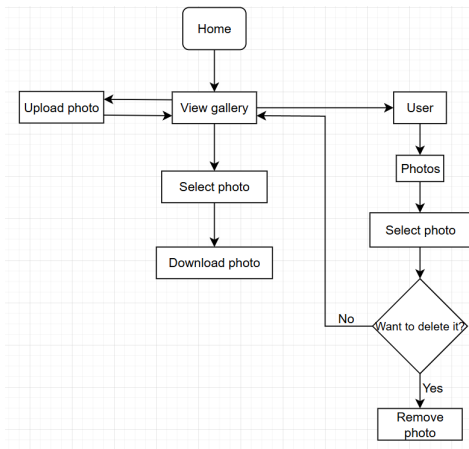 Home
Upload photo
View gallery
User
Photos
Select photo
Select photo
Download photo
No
Want to delete it?
Yes
Remove
photo